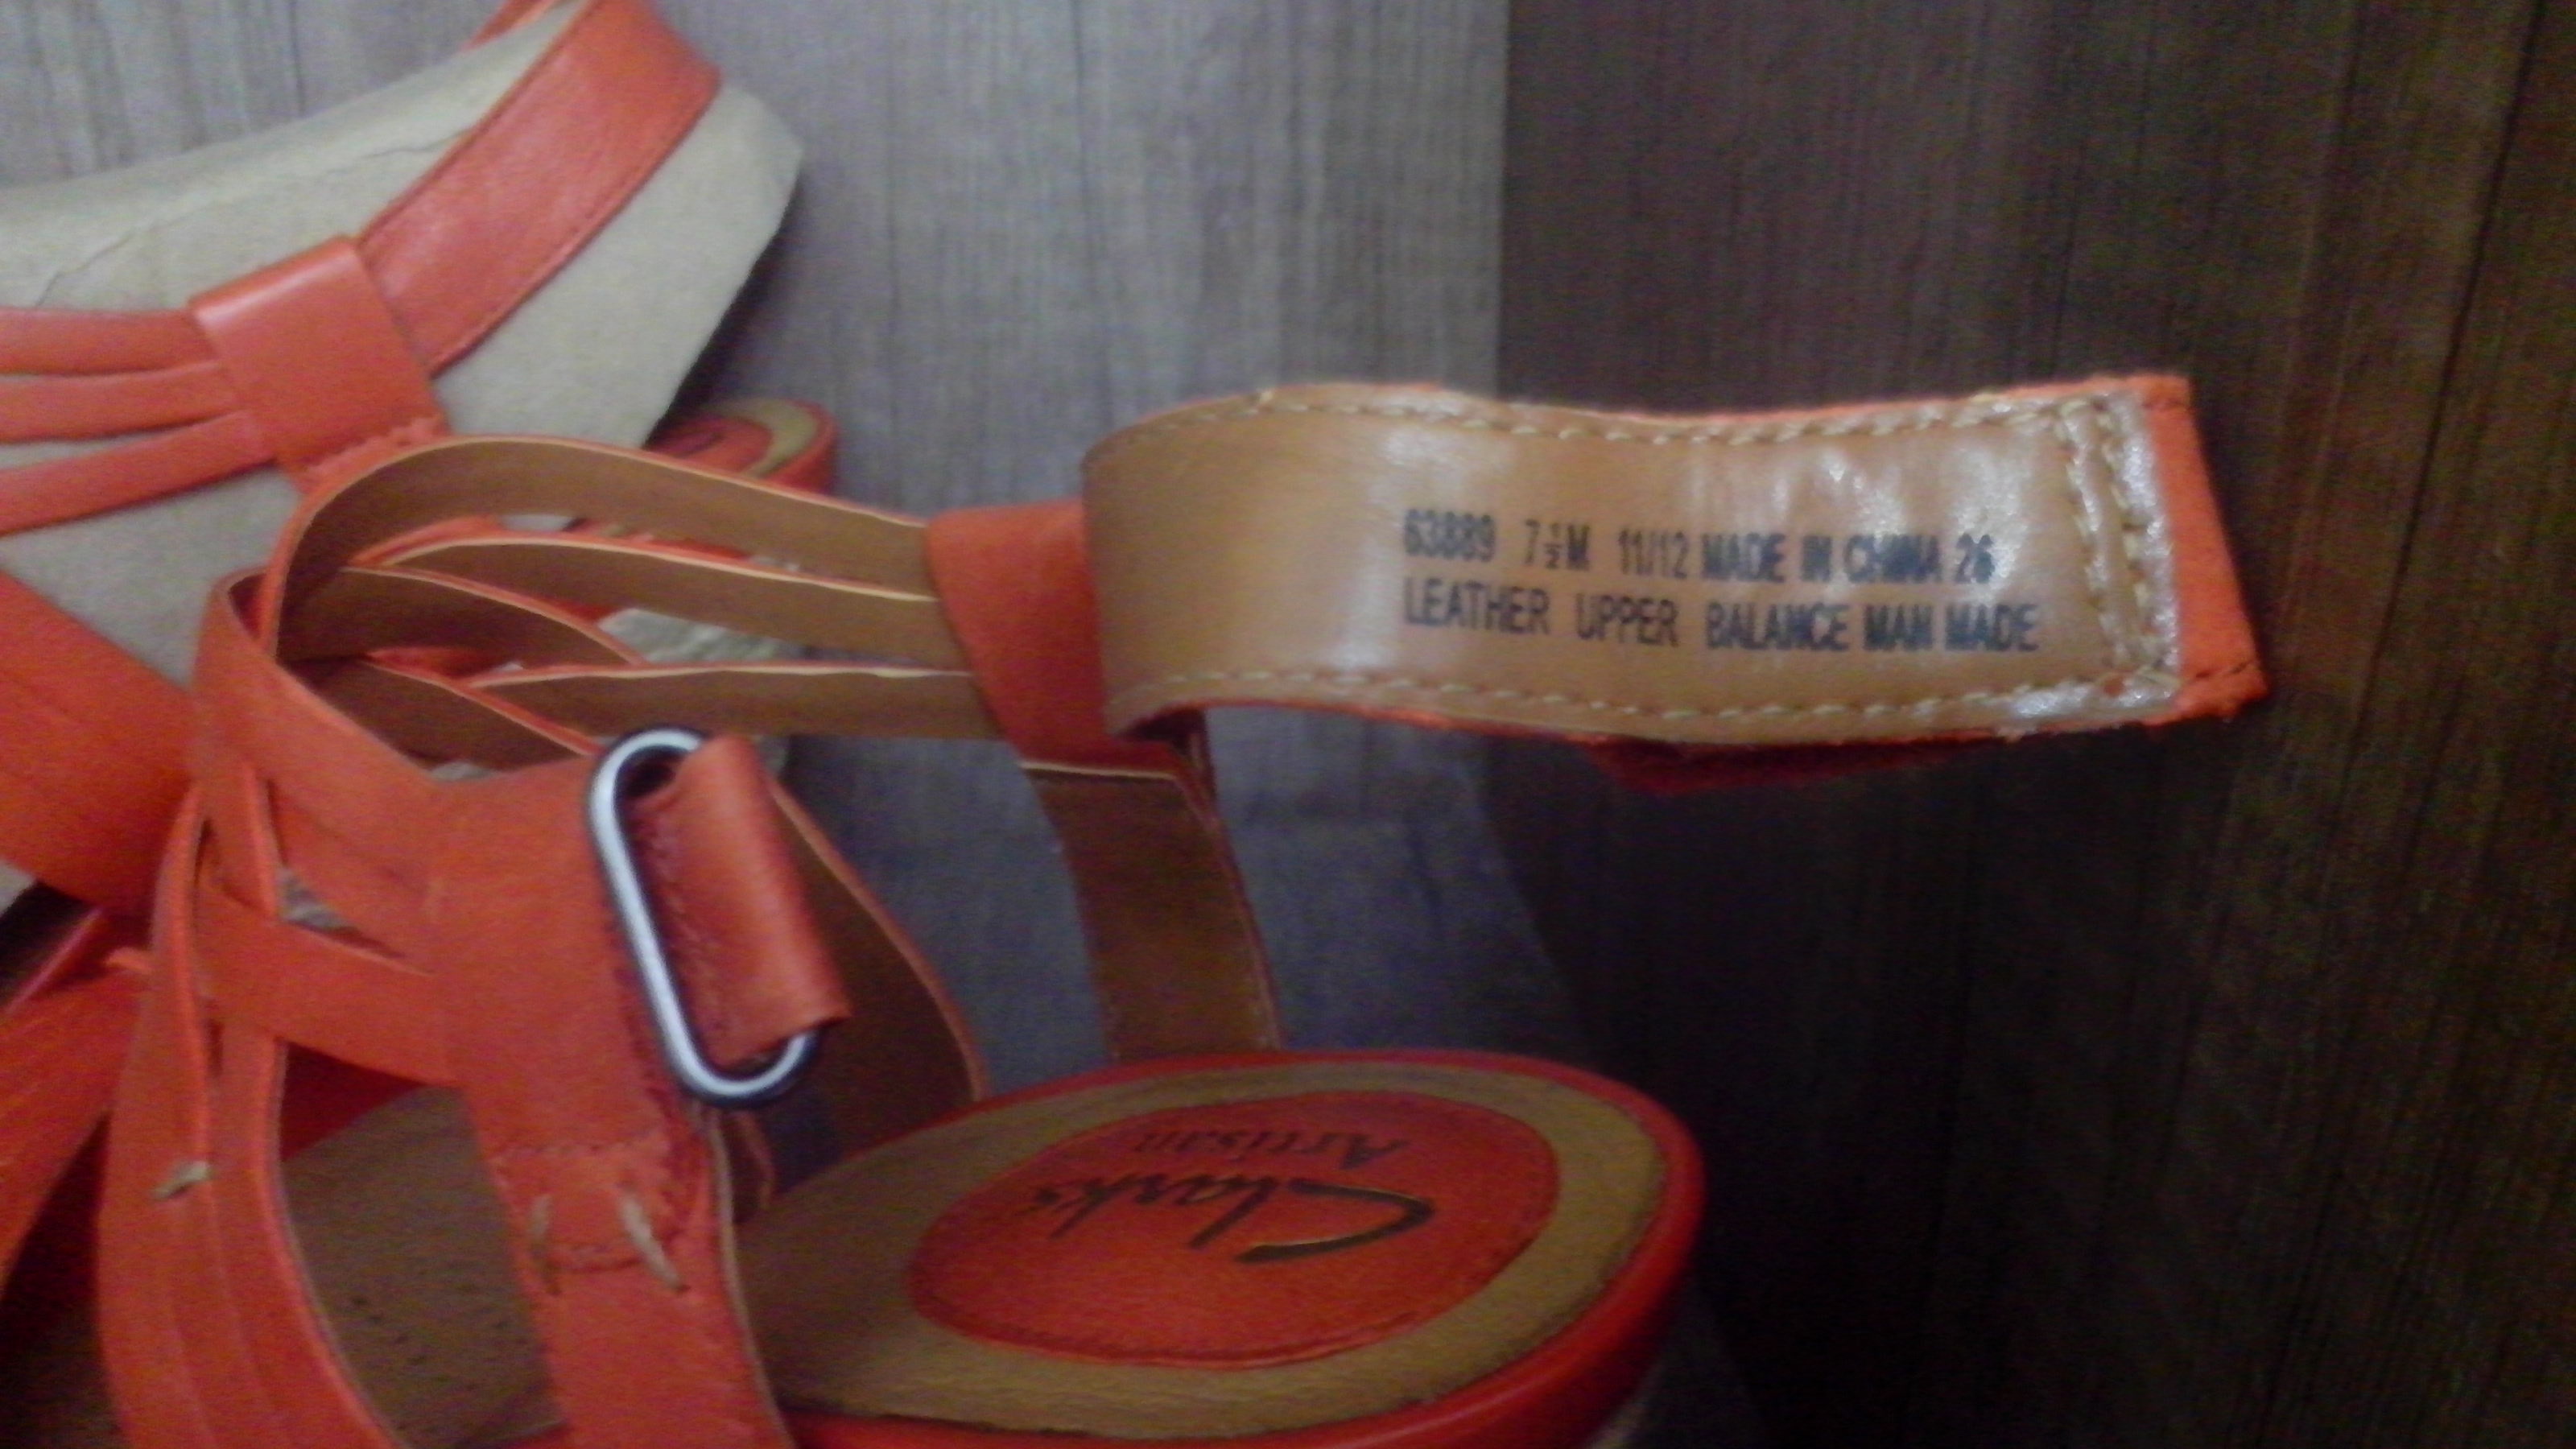 63889 7½M 11/12 MADE IN CHINA 26
LEATHER UPPER BALANCE MAN MADE
Clarks
Artisan